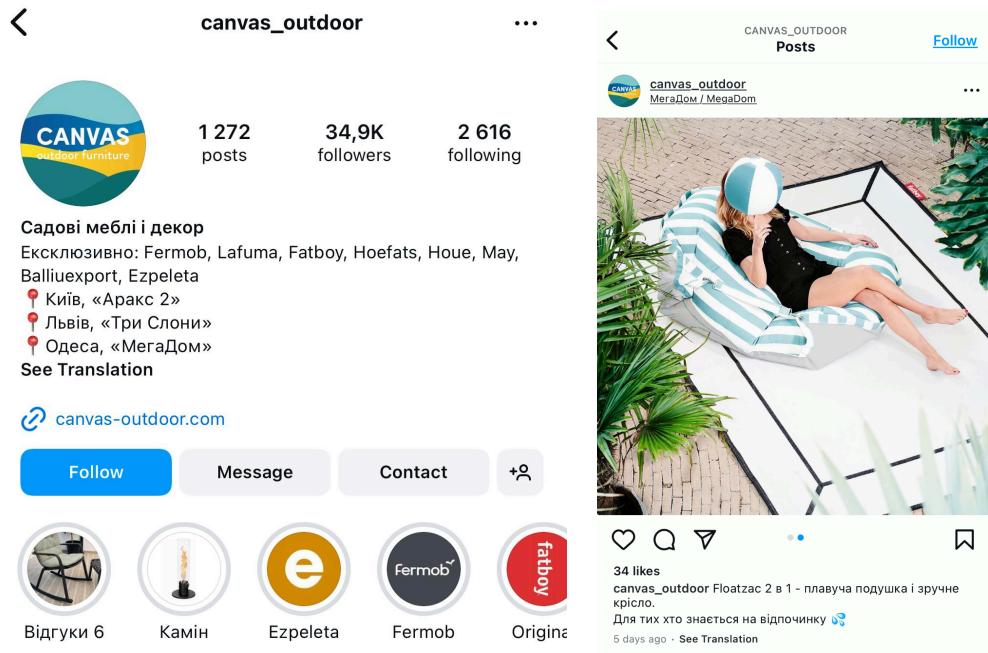 canvas_outdoor
CANVAS
outdoor furniture
1 272
posts
34,9K
followers
2 616
following
Садові меблі і декор
Ексклюзивно: Fermob, Lafuma, Fatboy, Hoefats, Houe, May,
Balliuexport, Ezpeleta
📍Київ, «Аракс 2»
📍Львів, «Три Слони»
📍Одеса, «МегаДом»
See Translation
canvas-outdoor.com
Follow
Message
Contact
e
Fermob
fatboy
Відгуки 6
Камін
Ezpeleta
Fermob
Origina
CANVAS_OUTDOOR
Posts
Follow
CANVAS
canvas_outdoor
МегаДом / MegaDom
fatboy
34 likes
canvas_outdoor Floatzac 2 в 1 - плавуча подушка і зручне
крісло.
Для тих хто знається на відпочинку 💦
5 days ago · See Translation